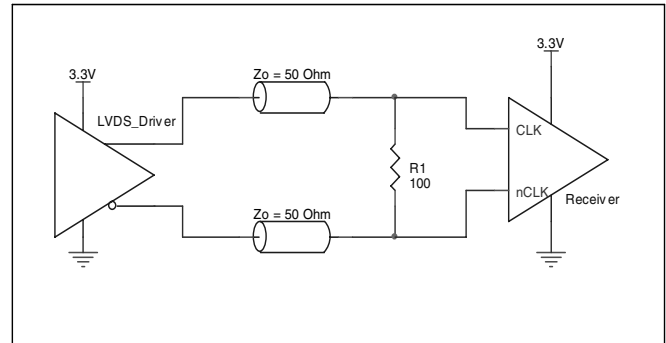 3.3V
3.3V
Zo = 50 Ohm
LVDS_Driver
CLK
R1
100
nCLK
Receiver
Zo = 50 Ohm